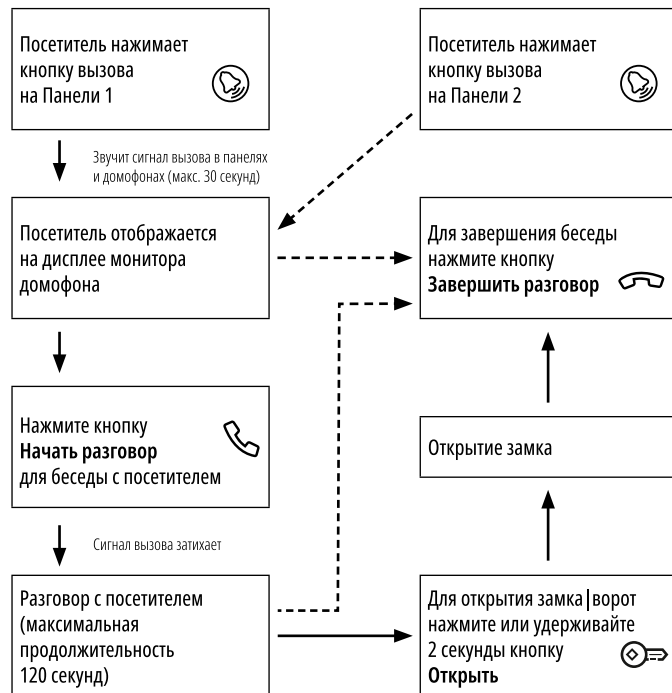 Посетитель нажимает
кнопку вызова
на Панели 1
Посетитель нажимает
кнопку вызова
на Панели 2
Звучит сигнал вызова в панелях
и домофонах (макс. 30 секунд)
Посетитель отображается
на дисплее монитора
домофона
Для завершения беседы
нажмите кнопку
Завершить разговор
Нажмите кнопку
Начать разговор
для беседы с посетителем
Открытие замка
Сигнал вызова затихает
Разговор с посетителем
(максимальная
продолжительность
120 секунд)
Для открытия замка|ворот
нажмите или удерживайте
2 секунды кнопку
Открыть